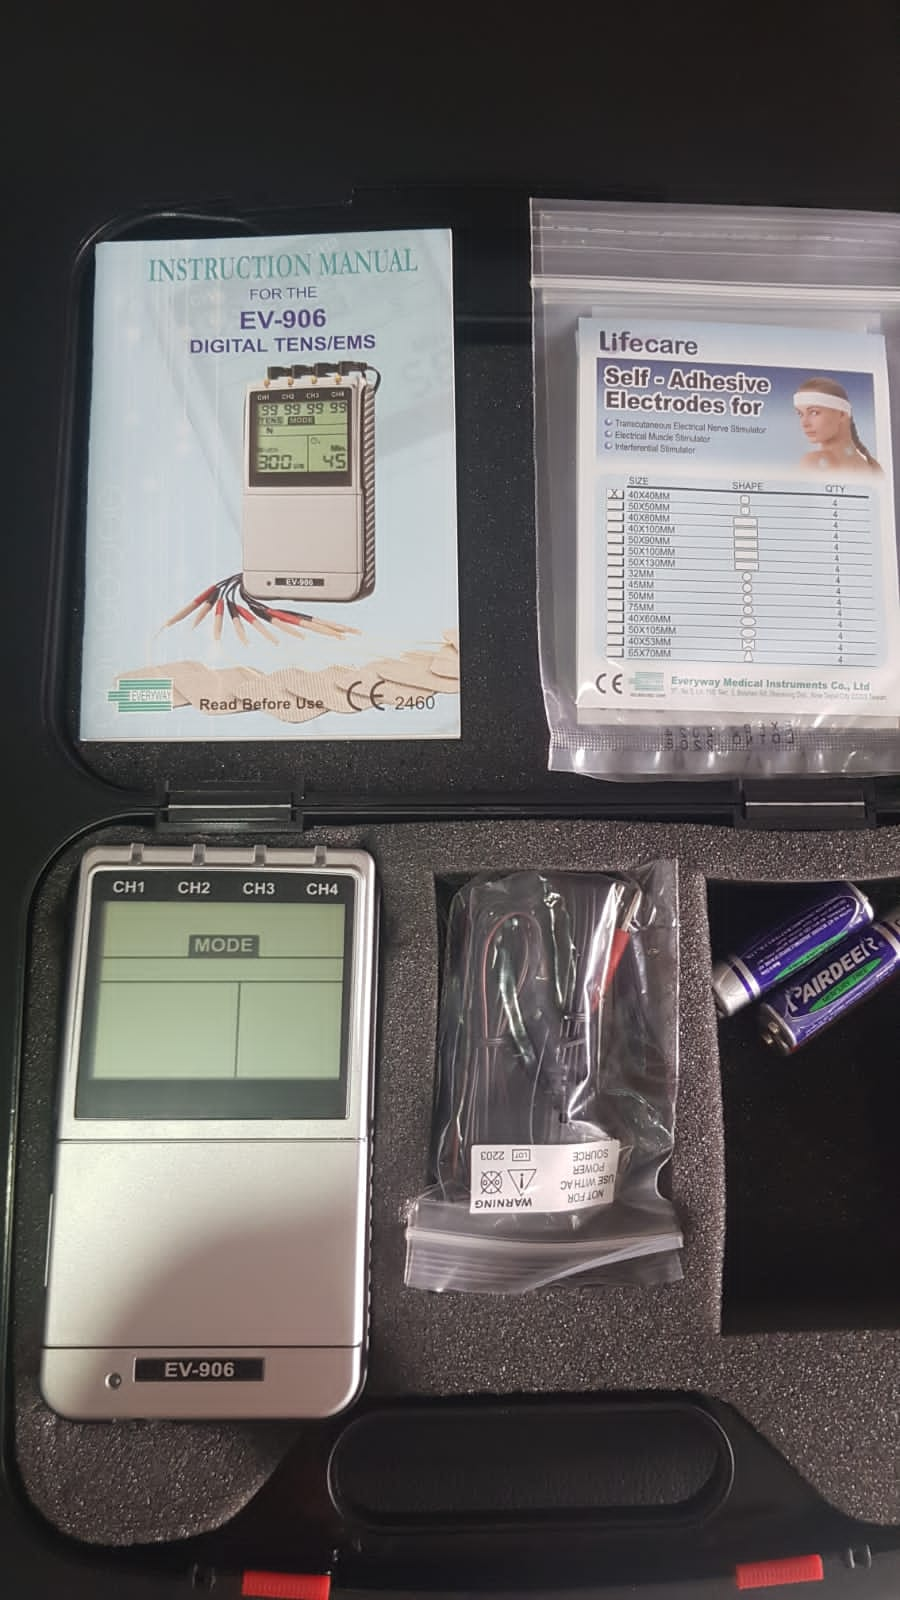 INSTRUCTION MANUAL
FOR THE
EV-906
DIGITAL TENS/EMS
CH1 CH2 CH3 CH4
99 99 99 99
TENS MODE
N
Min.
300 45
EV-906
EVERYWAY
Read Before Use CE 2460
Lifecare
Self - Adhesive
Electrodes for
Transcutaneous Electrical Nerve Stimulator
Electrical Muscle Stimulator
Interferential Stimulator
SIZE SHAPE Q'TY
X 40X40MM 4
50X50MM 4
40X80MM 4
40X100MM 4
50X90MM 4
50X100MM 4
50X130MM 4
32MM 4
45MM 4
50MM 4
75MM 4
40X60MM 4
50X105MM 4
40X53MM 4
65X70MM 4
CE Everyway Medical Instruments Co., Ltd
CH1 CH2 CH3 CH4
MODE
EV-906
PAIRDEER
WARNING
NOT FOR
USE WITH AC
POWER
SOURCE
LOT 2203